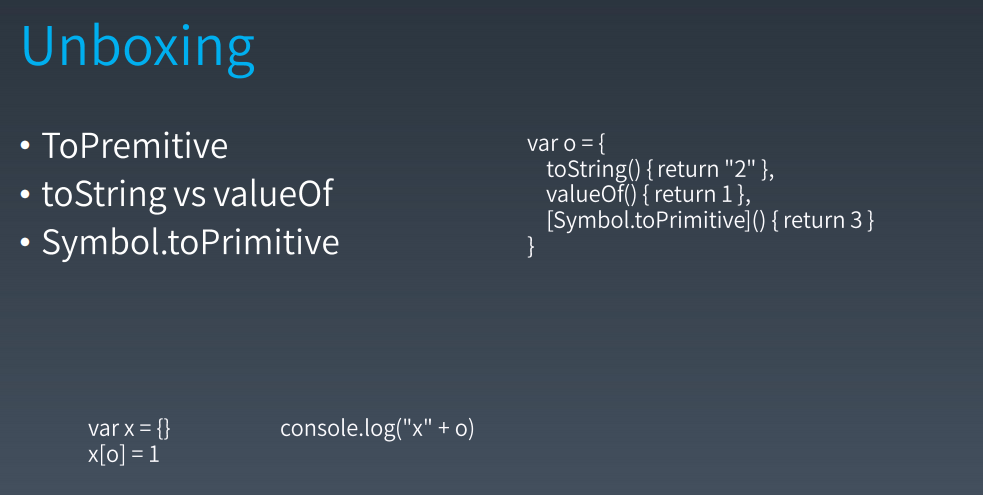 Unboxing
• ToPremitive
• toString vs valueOf
• Symbol.toPrimitive
var o = {
    toString() { return "2" },
    valueOf() { return 1 },
    [Symbol.toPrimitive]() { return 3 }
}
var x = {}
x[o] = 1
console.log("x" + o)